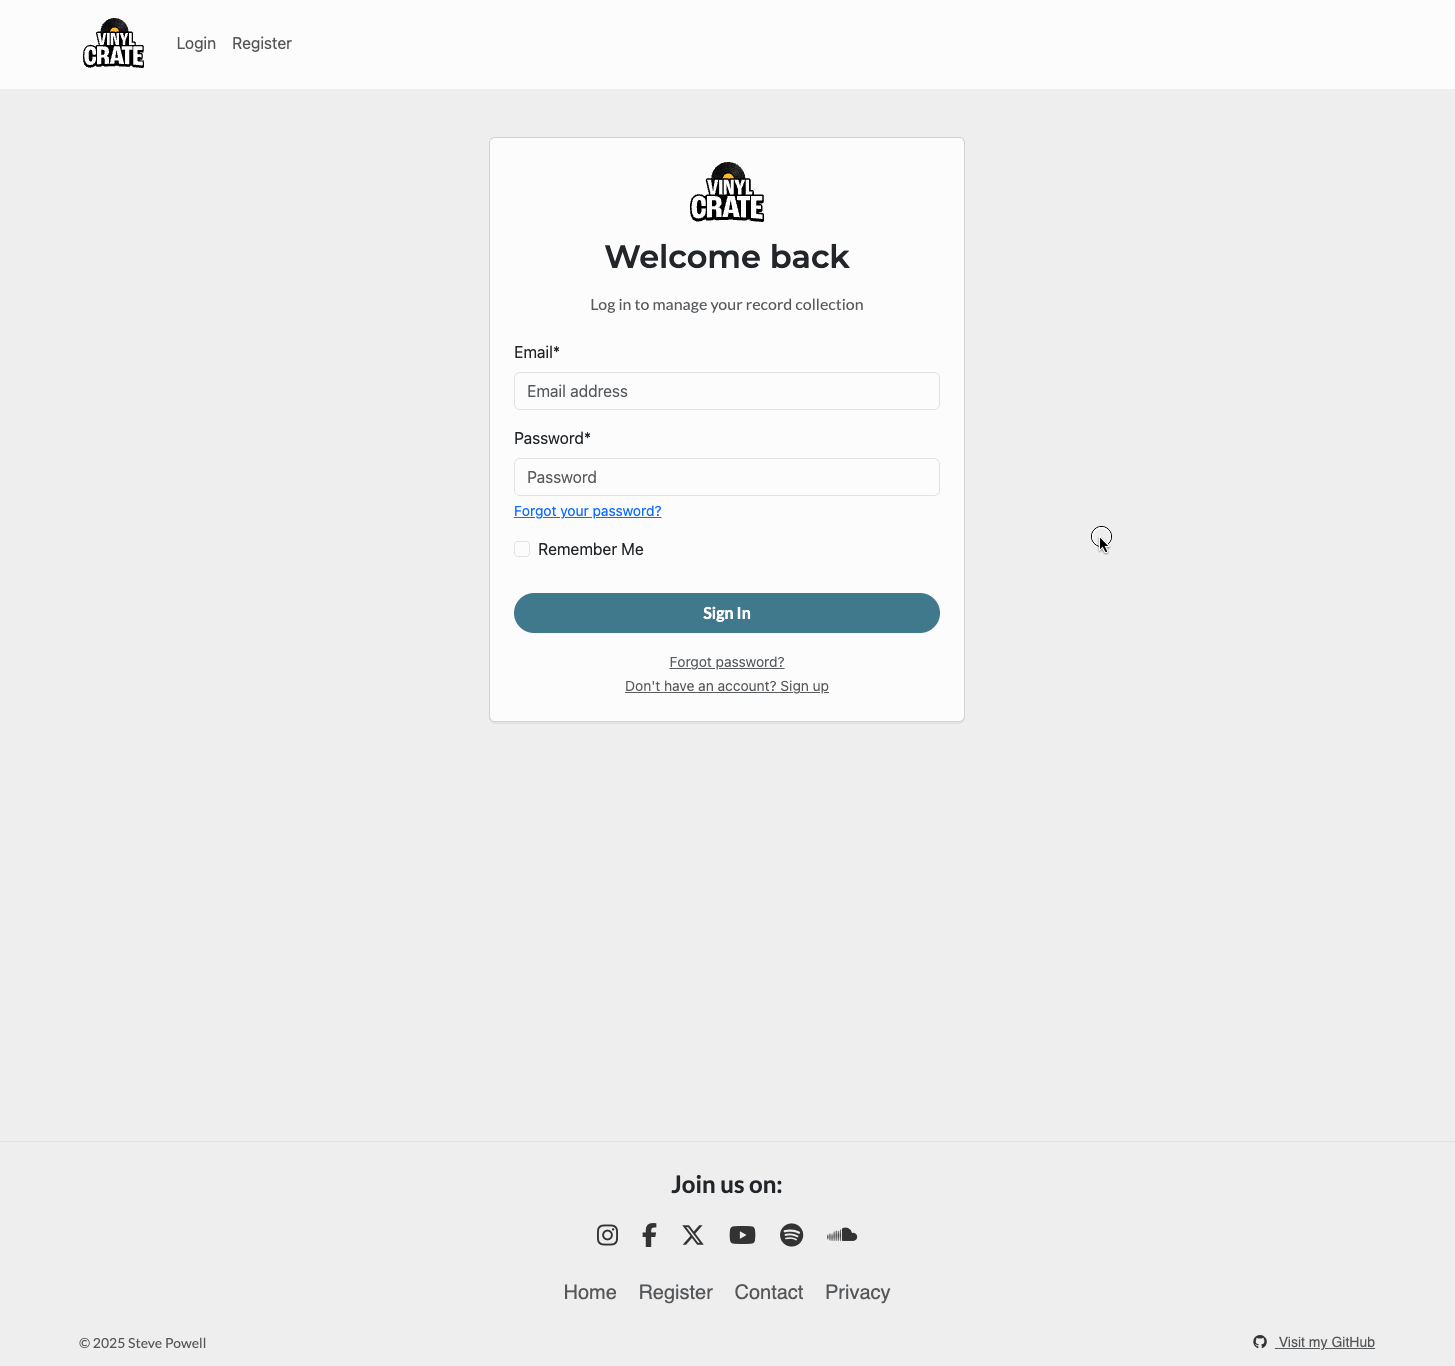 VINYL
CRATE
Login Register
VINYL
CRATE
Welcome back
Log in to manage your record collection
Email*
Email address
Password*
Password
Forgot your password?
Remember Me
Sign In
Forgot password?
Don't have an account? Sign up
Join us on:
Home Register Contact Privacy
© 2025 Steve Powell
Visit my GitHub